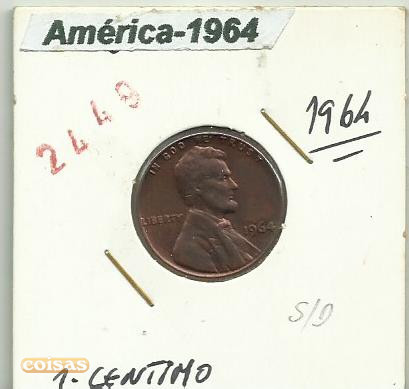 América-1964
2449
1964
IN GOD WE TRUST
LIBERTY
1964
S/D
coisas
1-CENTIMO